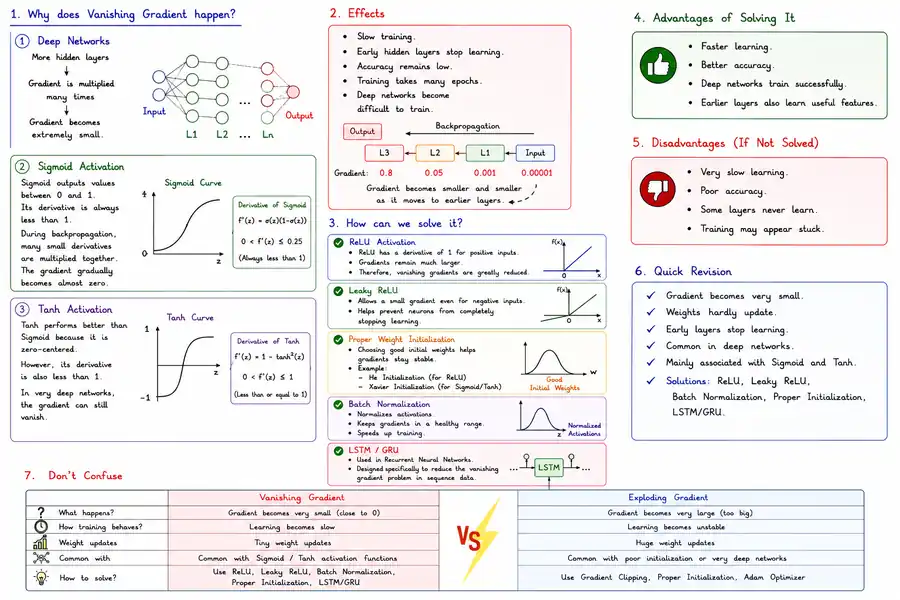 1. Why does Vanishing Gradient happen?
1 Deep Networks
More hidden layers
Gradient is multiplied
many times
Gradient becomes
extremely small.
Input
L1 L2 ... Ln
Output
2 Sigmoid Activation
Sigmoid outputs values
between 0 and 1.
Its derivative is always
less than 1.
During backpropagation,
many small derivatives
are multiplied together.
The gradient gradually
becomes almost zero.
Sigmoid Curve
0
z
Derivative of Sigmoid
f'(z) = σ(z)(1-σ(z))
0 < f'(z) ≤ 0.25
(Always less than 1)
3 Tanh Activation
Tanh performs better than
Sigmoid because it is
zero-centered.
However, its derivative
is also less than 1.
In very deep networks,
the gradient can still
vanish.
Tanh Curve
1
-1
z
Derivative of Tanh
f'(z) = 1 - tanh²(z)
0 < f'(z) ≤ 1
(Less than or equal to 1)
2. Effects
• Slow training.
• Early hidden layers stop learning.
• Accuracy remains low.
• Training takes many epochs.
• Deep networks become
difficult to train.
Output
Backpropagation
L3 L2 L1 Input
Gradient: 0.8 0.05 0.001 0.00001
Gradient becomes smaller and smaller
as it moves to earlier layers.
3. How can we solve it?
ReLU Activation
• ReLU has a derivative of 1 for positive inputs.
• Gradients remain much larger.
• Therefore, vanishing gradients are greatly reduced.
f(x)
0 x
Leaky ReLU
• Allows a small gradient even for negative inputs.
• Helps prevent neurons from completely
stopping learning.
f(x)
0 x
Proper Weight Initialization
• Choosing good initial weights helps
gradients stay stable.
• Example:
– He Initialization (for ReLU)
– Xavier Initialization (for Sigmoid/Tanh)
w
Good
Initial Weights
Batch Normalization
• Normalizes activations.
• Keeps gradients in a healthy range.
• Speeds up training.
z
Normalized
Activations
LSTM / GRU
• Used in Recurrent Neural Networks.
• Designed specifically to reduce the vanishing
gradient problem in sequence data.
... LSTM ...
4. Advantages of Solving It
• Faster learning.
• Better accuracy.
• Deep networks train successfully.
• Earlier layers also learn useful features.
5. Disadvantages (If Not Solved)
• Very slow learning.
• Poor accuracy.
• Some layers never learn.
• Training may appear stuck.
6. Quick Revision
✓ Gradient becomes very small.
✓ Weights hardly update.
✓ Early layers stop learning.
✓ Common in deep networks.
✓ Mainly associated with Sigmoid and Tanh.
✓ Solutions: ReLU, Leaky ReLU,
Batch Normalization, Proper Initialization,
LSTM/GRU.
7. Don't Confuse
Vanishing Gradient
Exploding Gradient
? What happens?
Gradient becomes very small (close to 0)
Gradient becomes very large (too big)
How training behaves?
Learning becomes slow
Learning becomes unstable
Weight updates
Tiny weight updates
Huge weight updates
Common with
Common with Sigmoid / Tanh activation functions
Common with poor initialization or very deep networks
How to solve?
Use ReLU, Leaky ReLU, Batch Normalization,
Proper Initialization, LSTM/GRU
Use Gradient Clipping, Proper Initialization, Adam Optimizer
VS